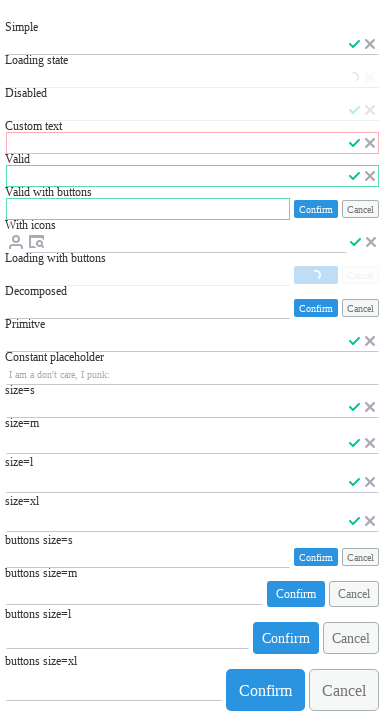 Simple
Loading state
Disabled
Custom text
Valid
Valid with buttons
Confirm Cancel
With icons
Loading with buttons
Cancel
Decomposed
Confirm Cancel
Primitve
Constant placeholder
I am a don't care, I punk:
size=s
size=m
size=l
size=xl
buttons size=s
Confirm Cancel
buttons size=m
Confirm Cancel
buttons size=l
Confirm Cancel
buttons size=xl
Confirm Cancel